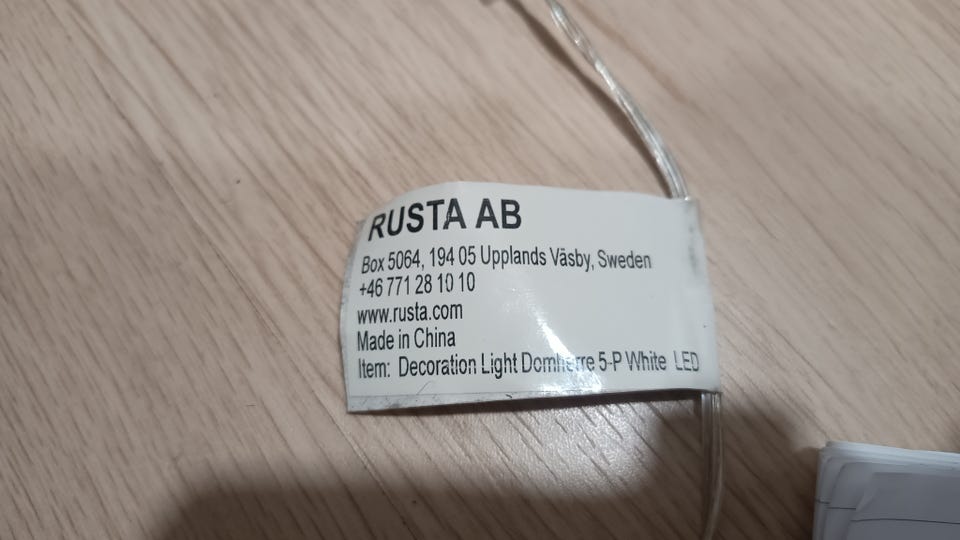 RUSTA AB
Box 5064, 194 05 Upplands Väsby, Sweden
+46 771 28 10 10
www.rusta.com
Made in China
Item: Decoration Light Domherre 5-P White LED